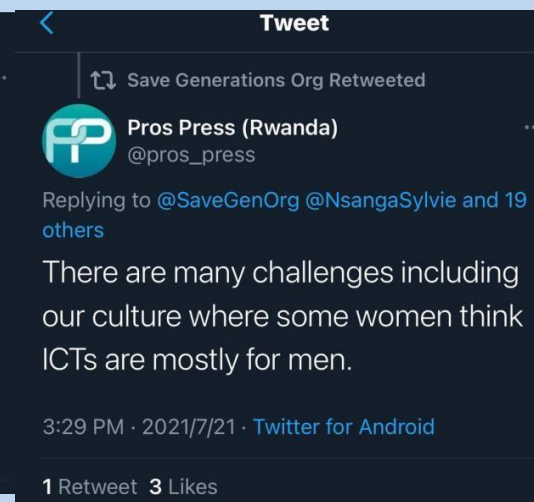 Tweet
Save Generations Org Retweeted
Pros Press (Rwanda)
@pros_press
Replying to @SaveGenOrg @NsangaSylvie and 19
others
There are many challenges including
our culture where some women think
ICTs are mostly for men.
3:29 PM · 2021/7/21 · Twitter for Android
1 Retweet 3 Likes